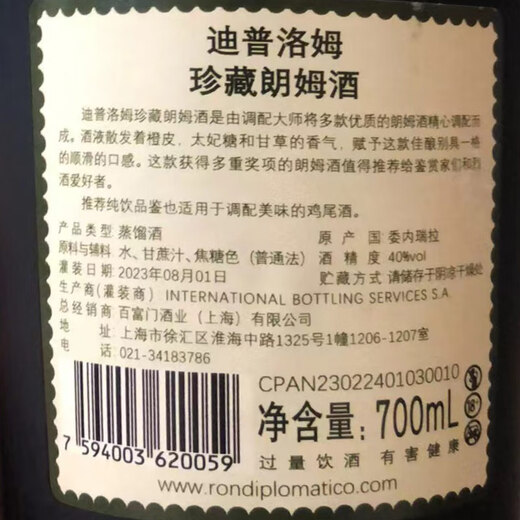 迪普洛姆
珍藏朗姆酒
迪普洛姆珍藏朗姆酒是由调配大师将多款优质的朗姆酒精心调配而
成。酒液散发着橙皮，太妃糖和甘草的香气，赋予这款佳酿别具一格
的顺滑的口感。这款获得多重奖项的朗姆酒值得推荐给鉴赏家们和烈
酒爱好者。
推荐纯饮品鉴也适用于调配美味的鸡尾酒。
产品类型: 蒸馏酒 原产国: 委内瑞拉
原料与辅料: 水、甘蔗汁、焦糖色（普通法） 酒精度 40%vol
灌装日期: 2023年08月01日 贮藏方式: 请储存于阴凉干燥处
生产商(灌装商): INTERNATIONAL BOTTLING SERVICES S.A.
总经销商: 百富门酒业（上海）有限公司
地址: 上海市徐汇区淮海中路1325号1幢1206-1207室
电话: 021-34183786
CPAN23022401030010
净含量: 700mL
7 594003 620059
过量饮酒 有害健康
www.rondiplomatico.com